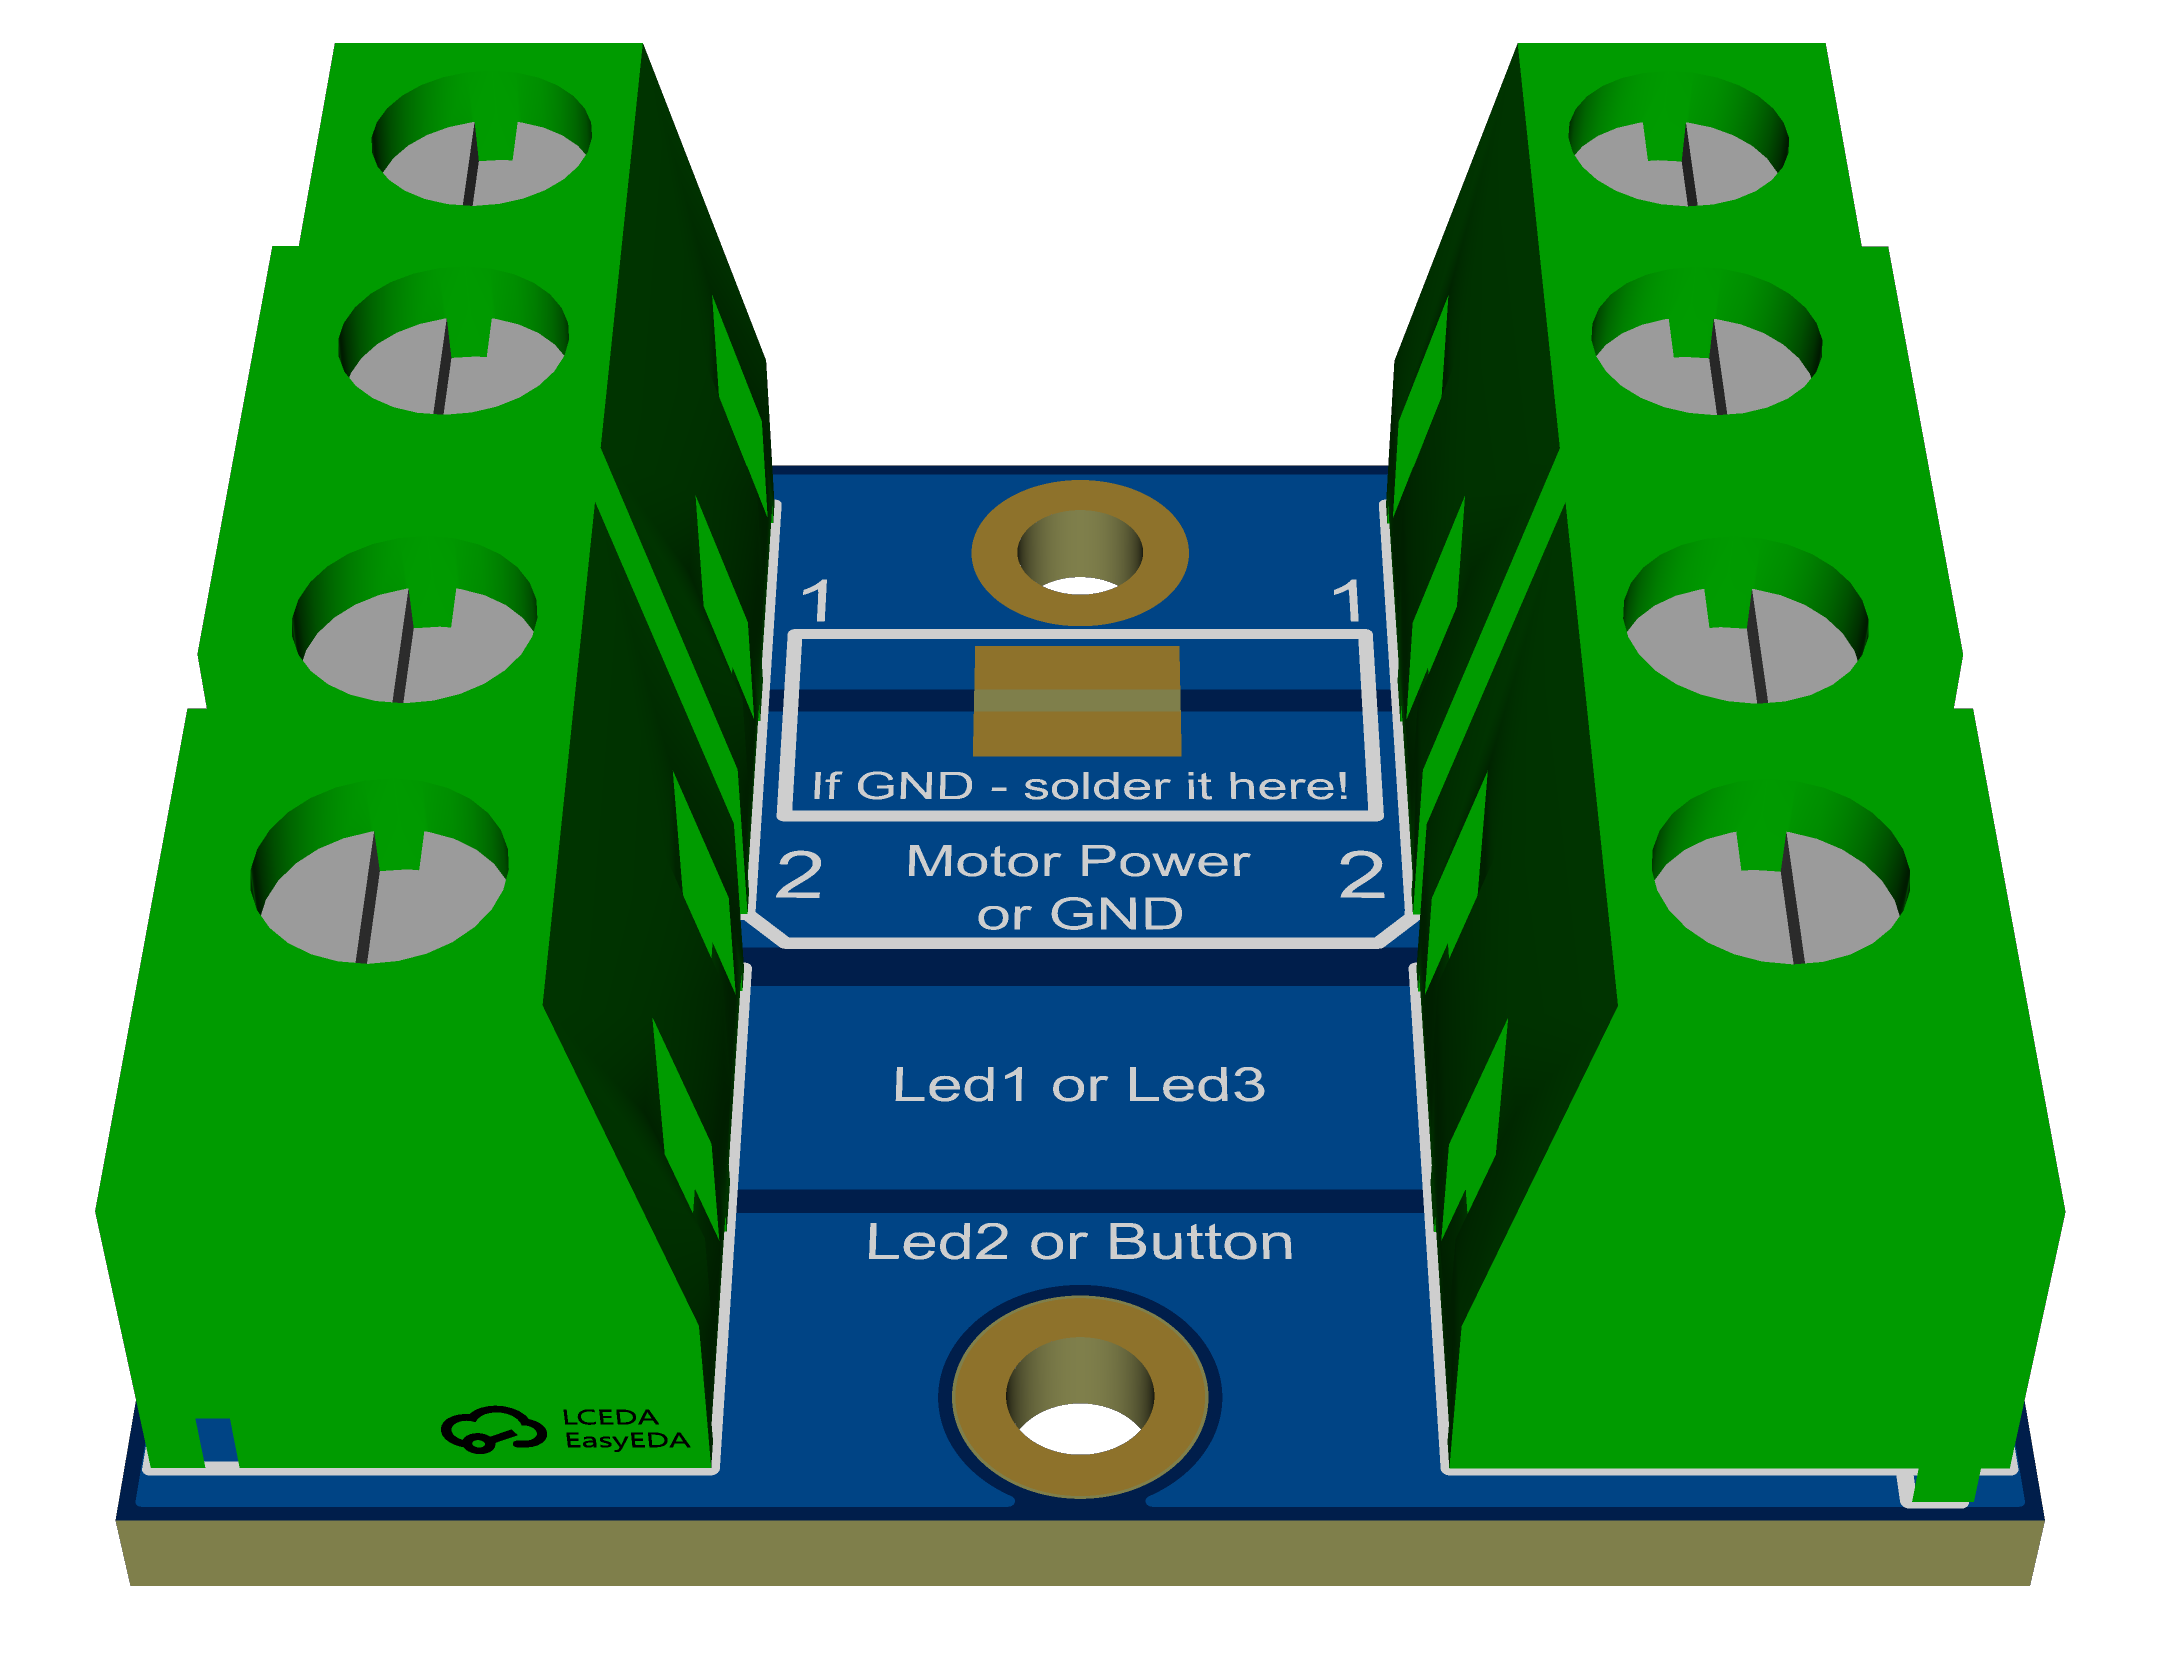 1 1
If GND - solder it here!
2 Motor Power 2
or GND
Led1 or Led3
Led2 or Button
LCEDA
EasyEDA